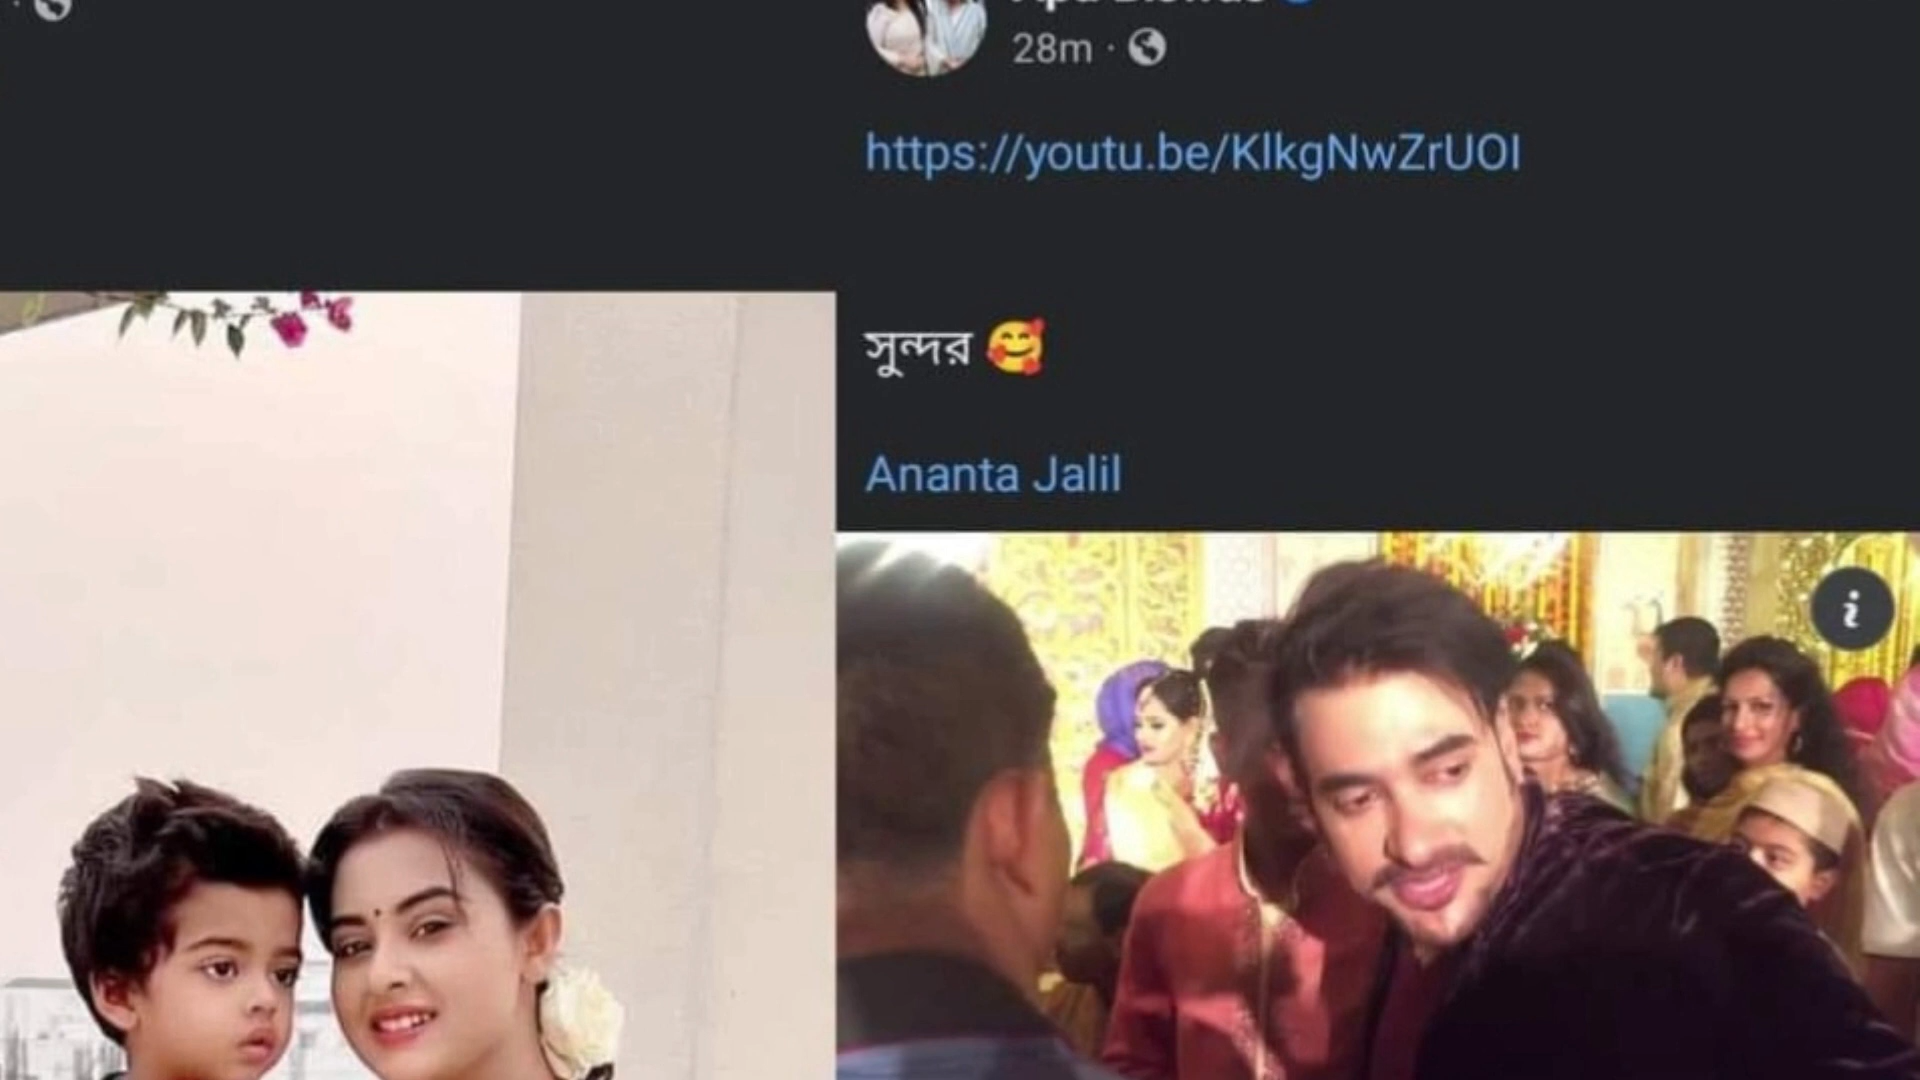 28m ·
https://youtu.be/KlkgNwZrUOI
সুন্দর 🥰
Ananta Jalil